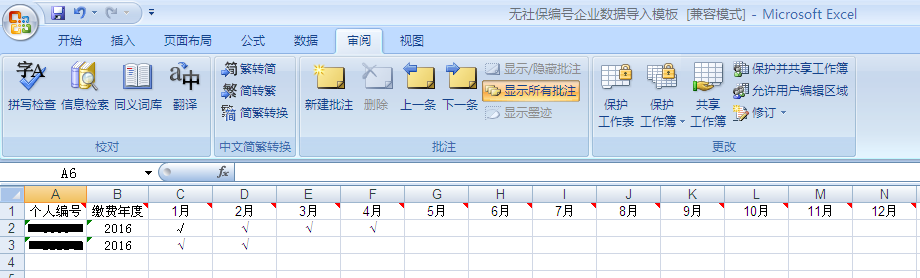 无社保编号企业数据导入模板 [兼容模式] - Microsoft Excel
开始 插入 页面布局 公式 数据 审阅 视图
字 A 拼写检查 信息检索 同义词库 あ中 翻译 校对
繁 繁转简
简 简转繁
繁 简繁转换
中文简繁转换
新建批注 删除 上一条 下一条
显示/隐藏批注
显示所有批注
显示墨迹
批注
保护工作表 保护工作簿 共享工作簿
保护并共享工作簿
允许用户编辑区域
修订
更改
A6 fx
A B C D E F G H I J K L M N
1 个人编号 缴费年度 1月 2月 3月 4月 5月 6月 7月 8月 9月 10月 11月 12月
2 2016 √ √ √ √
3 2016 √ √
4